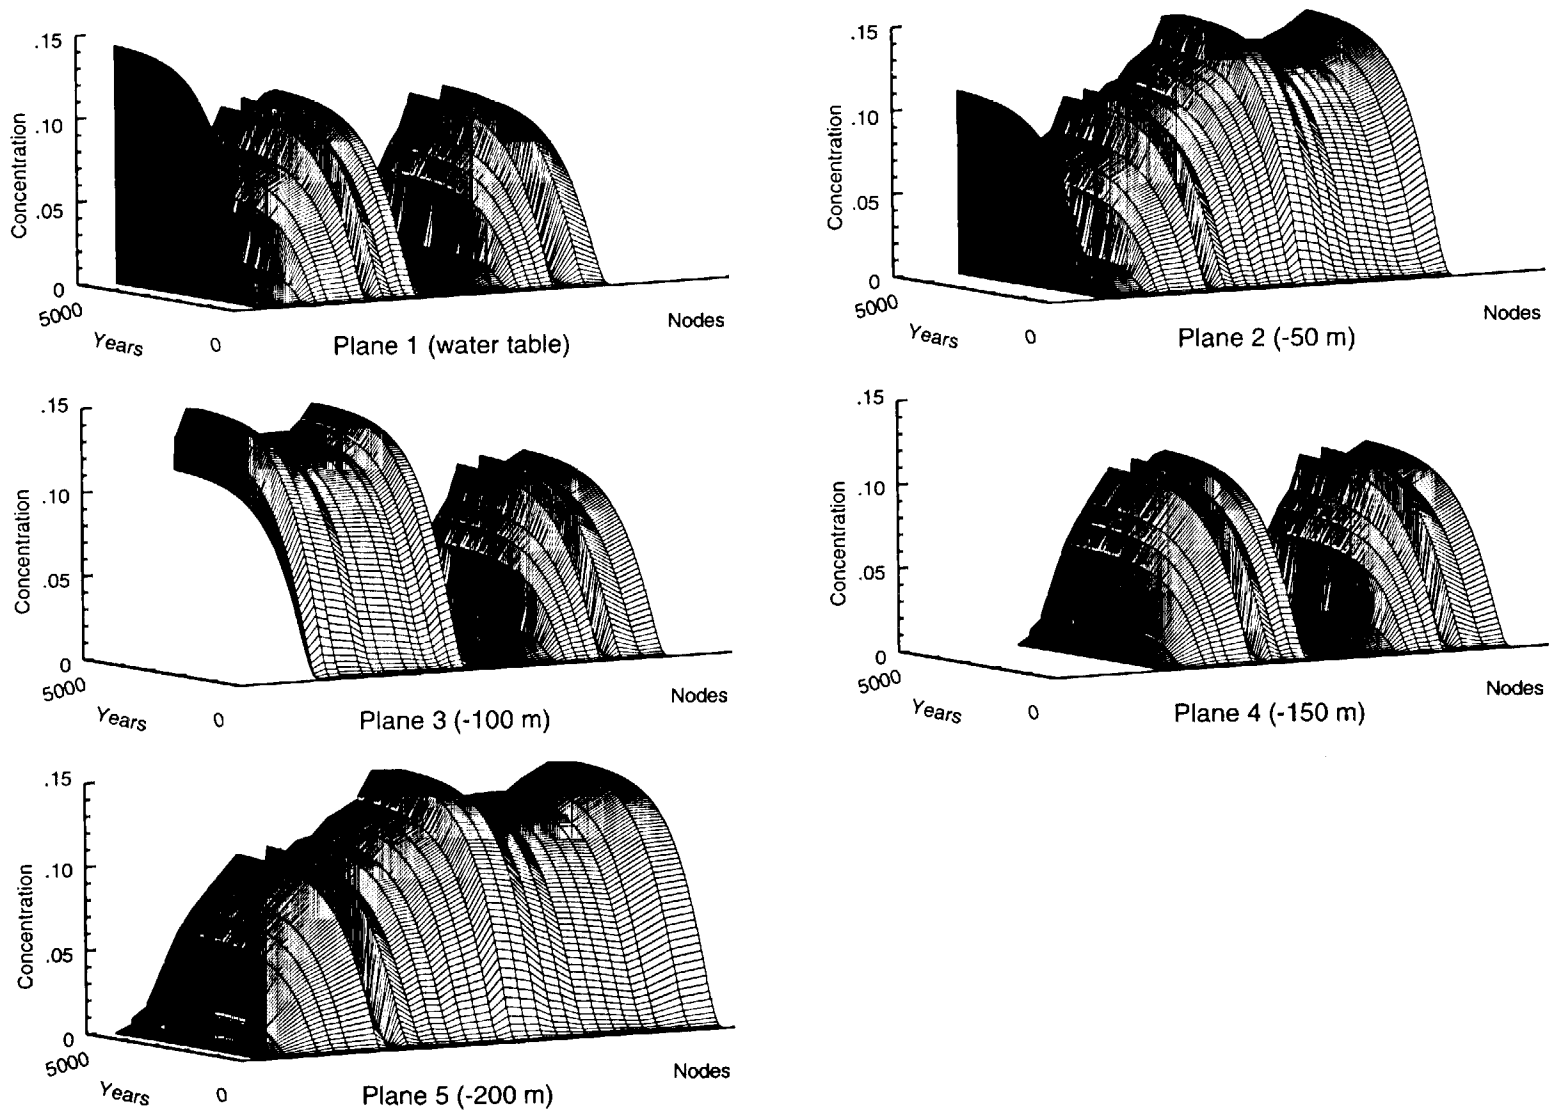 Concentration
.15
.10
.05
0
5000
Years
0
Nodes
Plane 1 (water table)
Concentration
.15
.10
.05
0
5000
Years
0
Nodes
Plane 2 (-50 m)
Concentration
.15
.10
.05
0
5000
Years
0
Nodes
Plane 3 (-100 m)
Concentration
.15
.10
.05
0
5000
Years
0
Nodes
Plane 4 (-150 m)
Concentration
.15
.10
.05
0
5000
Years
0
Nodes
Plane 5 (-200 m)